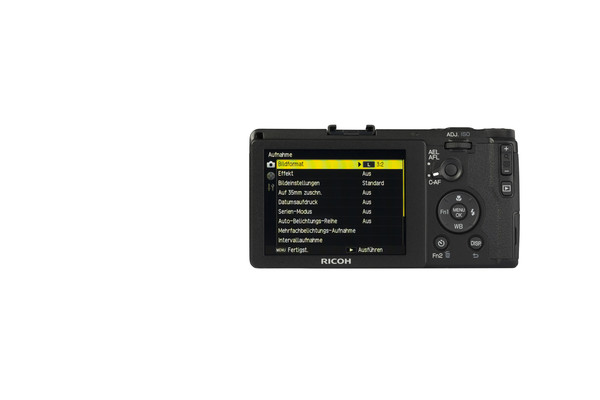 ADJ. ISO
Aufnahme
Bildformat L 3:2
Effekt Aus
Bildeinstellungen Standard
Auf 35mm zuschn. Aus
Datumsaufdruck Aus
Serien-Modus Aus
Auto-Belichtungs-Reihe Aus
Mehrfachbelichtungs-Aufnahme
Intervallaufnahme
MENU Fertigst. Ausführen
RICOH
AEL
AFL
C-AF
Fn1
MENU
OK
WB
DISP.
Fn2